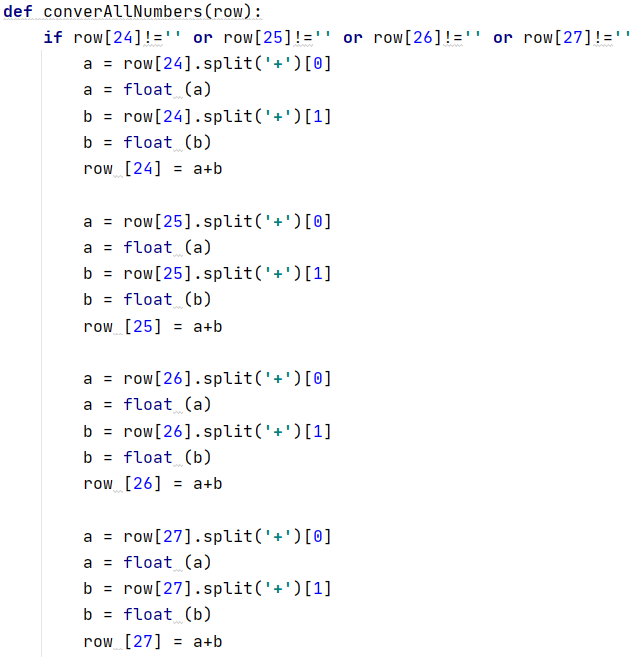 def converAllNumbers(row):
    if row[24]!='' or row[25]!='' or row[26]!='' or row[27]!=''
        a = row[24].split('+')[0]
        a = float (a)
        b = row[24].split('+')[1]
        b = float (b)
        row [24] = a+b

        a = row[25].split('+')[0]
        a = float (a)
        b = row[25].split('+')[1]
        b = float (b)
        row [25] = a+b

        a = row[26].split('+')[0]
        a = float (a)
        b = row[26].split('+')[1]
        b = float (b)
        row [26] = a+b

        a = row[27].split('+')[0]
        a = float (a)
        b = row[27].split('+')[1]
        b = float (b)
        row [27] = a+b